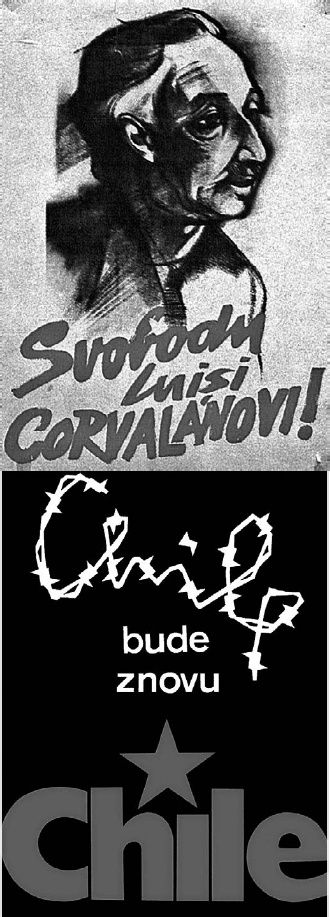 Svobodu
Luisi
CORVALÁNOVI!
Chile
bude
znovu
Chile